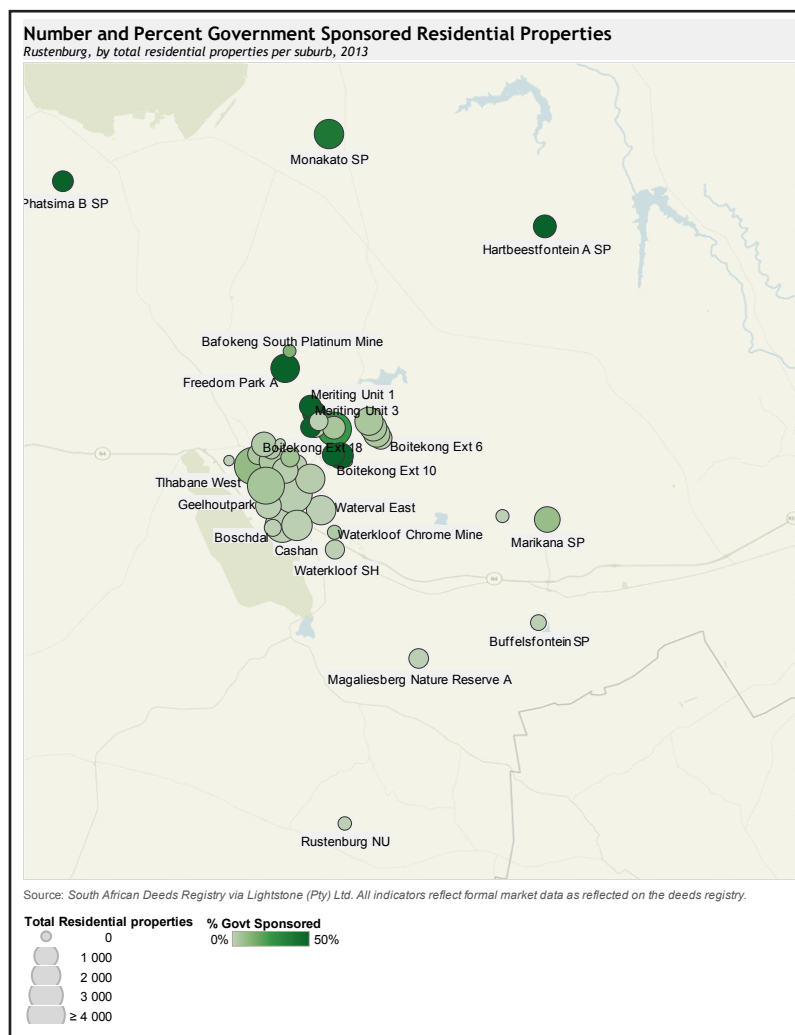 Number and Percent Government Sponsored Residential Properties
Rustenburg, by total residential properties per suburb, 2013
Monakato SP
Phatsima B SP
Hartbeestfontein A SP
Bafokeng South Platinum Mine
Freedom Park A
Meriting Unit 1
Meriting Unit 3
Boitekong Ext 18
Boitekong Ext 6
Boitekong Ext 10
N4
Tlhabane West
Geelhoutpark
Waterval East
Boschdal
Waterkloof Chrome Mine
Marikana SP
Cashan
Waterkloof SH
N4
Buffelsfontein SP
Magaliesberg Nature Reserve A
Rustenburg NU
Source: South African Deeds Registry via Lightstone (Pty) Ltd. All indicators reflect formal market data as reflected on the deeds registry.
Total Residential properties
0
1 000
2 000
3 000
≥ 4 000
% Govt Sponsored
0% 50%